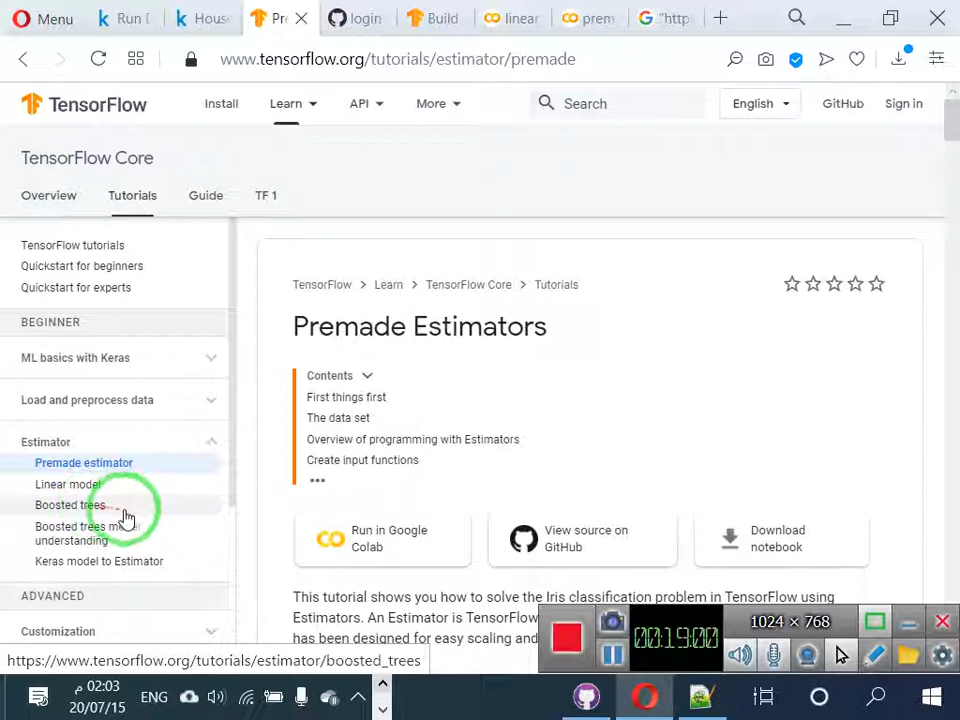 Menu
Run D
House
Pr
login
Build
linear
prem
"http
www.tensorflow.org/tutorials/estimator/premade
TensorFlow
Install
Learn
API
More
Search
English
GitHub
Sign in
TensorFlow Core
Overview
Tutorials
Guide
TF 1
TensorFlow tutorials
Quickstart for beginners
Quickstart for experts
BEGINNER
ML basics with Keras
Load and preprocess data
Estimator
Premade estimator
Linear model
Boosted trees
Boosted trees model
understanding
Keras model to Estimator
ADVANCED
Customization
TensorFlow > Learn > TensorFlow Core > Tutorials
Premade Estimators
Contents
First things first
The data set
Overview of programming with Estimators
Create input functions
•••
Run in Google
Colab
View source on
GitHub
Download
notebook
This tutorial shows you how to solve the Iris classification problem in TensorFlow using
Estimators. An Estimator is TensorFlow
has been designed for easy scaling and
00:19:00
1024 × 768
https://www.tensorflow.org/tutorials/estimator/boosted_trees
02:03 م
20/07/15
ENG